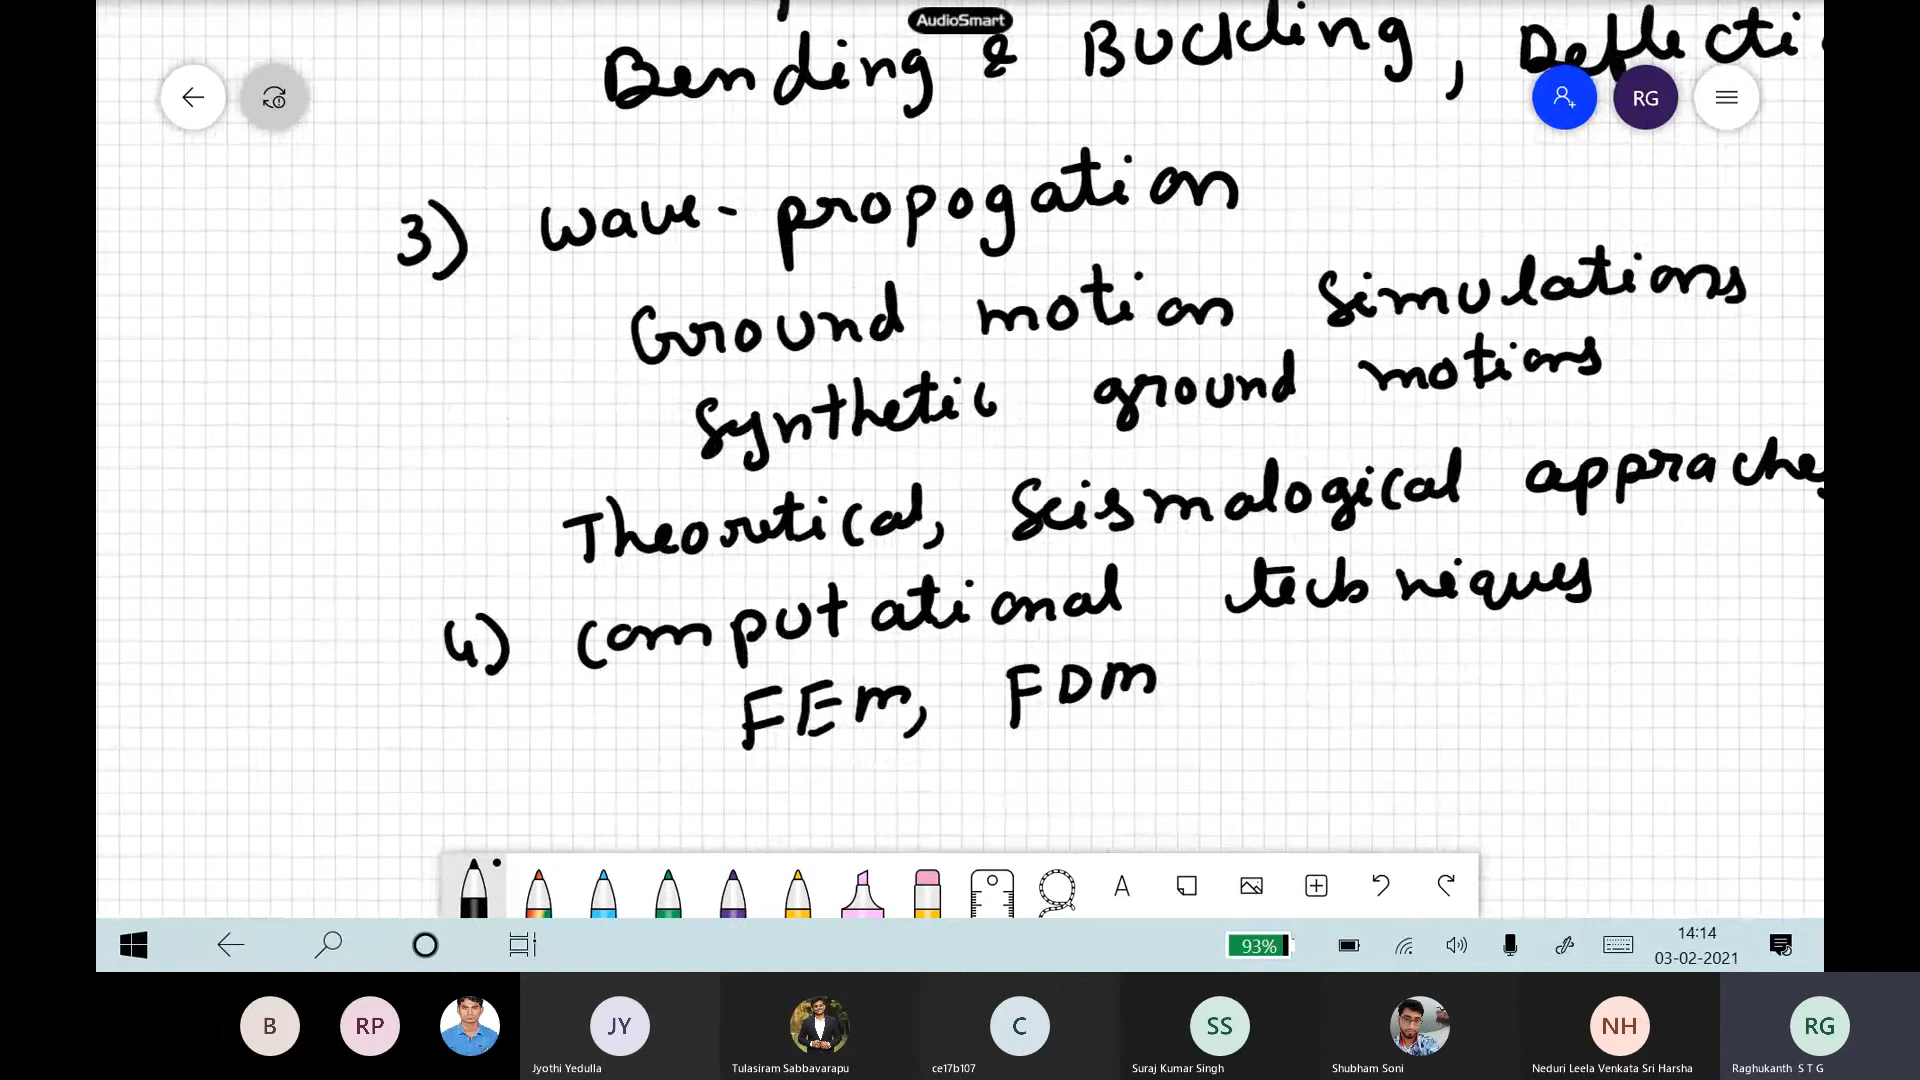 AudioSmart
Bending & Buckling, Deflecti
RG
3) wave-propogation
Ground motion simulations
synthetic ground motions
Theoretical, Seismalogical appraches
4) Computational techniques
FEM, FDM
A
93%
14:14
03-02-2021
B
RP
JY
C
SS
NH
RG
Jyothi Yedulla
Tulasiram Sabbavarapu
ce17b107
Suraj Kumar Singh
Shubham Soni
Neduri Leela Venkata Sri Harsha
Raghukanth S T G